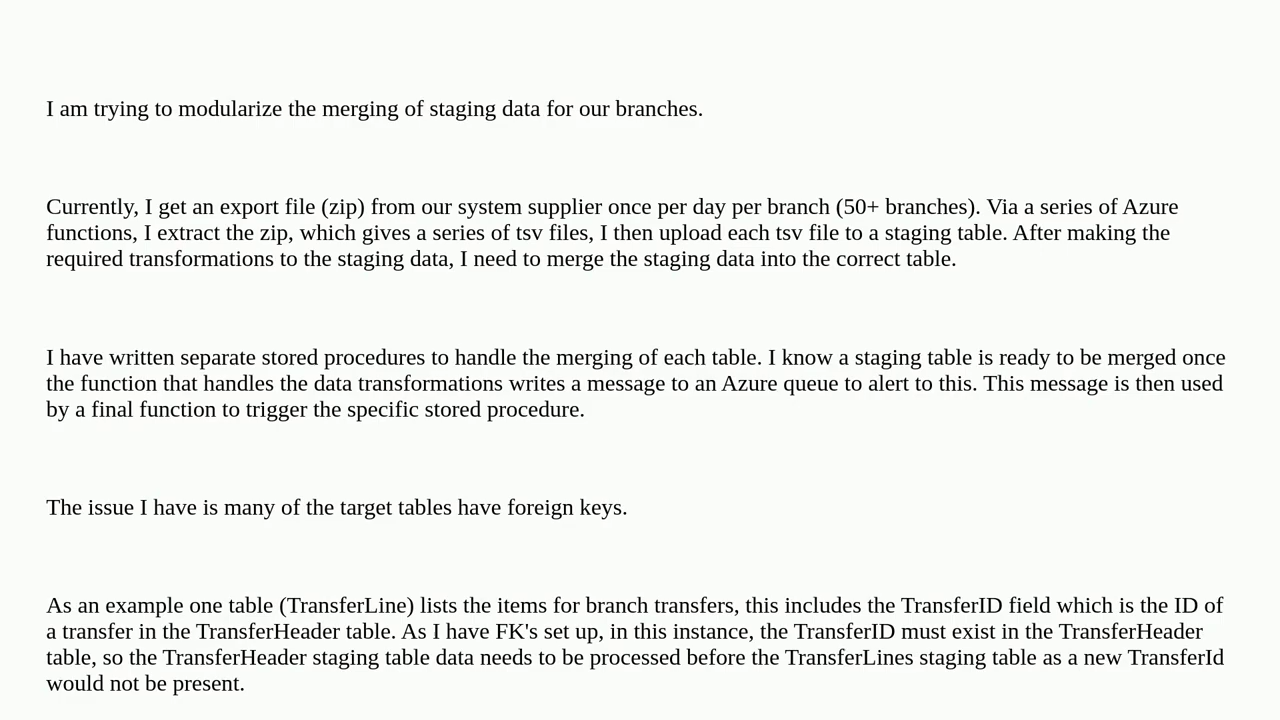 I am trying to modularize the merging of staging data for our branches.
Currently, I get an export file (zip) from our system supplier once per day per branch (50+ branches). Via a series of Azure
functions, I extract the zip, which gives a series of tsv files, I then upload each tsv file to a staging table. After making the
required transformations to the staging data, I need to merge the staging data into the correct table.
I have written separate stored procedures to handle the merging of each table. I know a staging table is ready to be merged once
the function that handles the data transformations writes a message to an Azure queue to alert to this. This message is then used
by a final function to trigger the specific stored procedure.
The issue I have is many of the target tables have foreign keys.
As an example one table (TransferLine) lists the items for branch transfers, this includes the TransferID field which is the ID of
a transfer in the TransferHeader table. As I have FK's set up, in this instance, the TransferID must exist in the TransferHeader
table, so the TransferHeader staging table data needs to be processed before the TransferLines staging table as a new TransferId
would not be present.